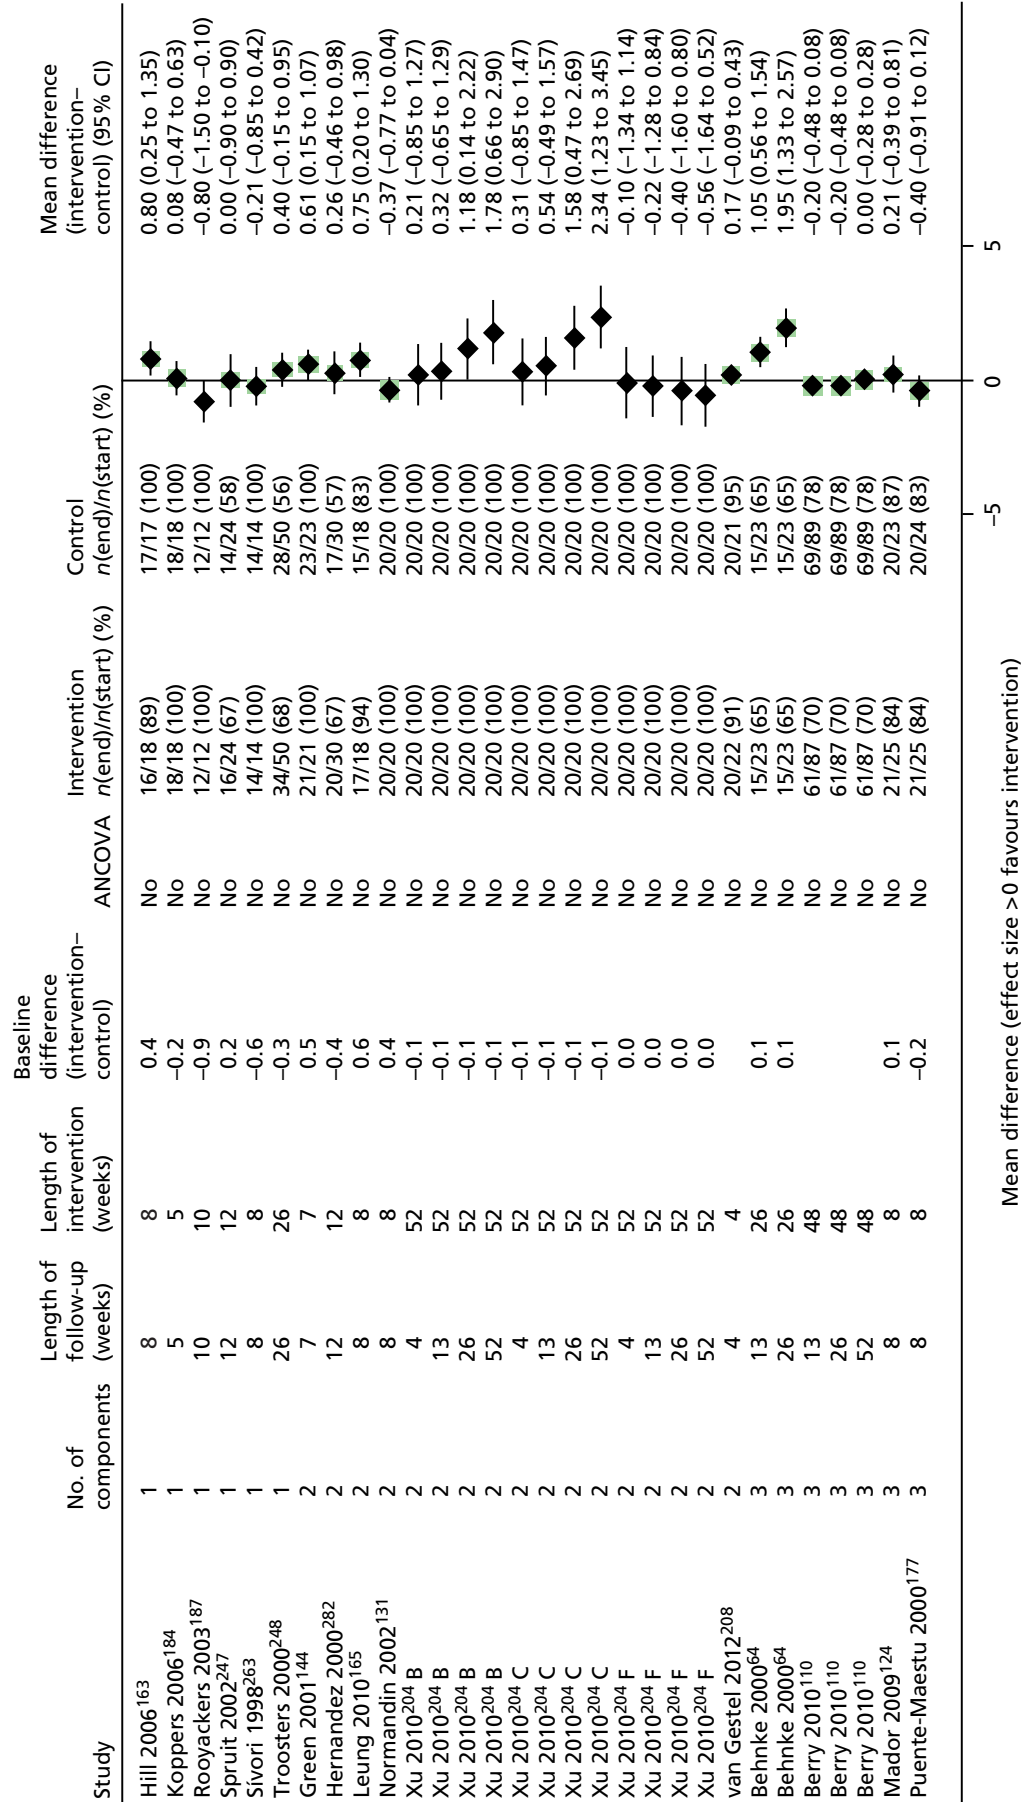 Study No. of components Length of follow-up (weeks) Length of intervention (weeks) Baseline difference (intervention–control) ANCOVA Intervention n(end)/n(start) (%) Control n(end)/n(start) (%) Mean difference (intervention–control) (95% CI)
Hill 2006163 1 8 8 0.4 No 16/18 (89) 17/17 (100) 0.80 (0.25 to 1.35)
Koppers 2006184 1 5 5 –0.2 No 18/18 (100) 18/18 (100) 0.08 (–0.47 to 0.63)
Rooyackers 2003187 1 10 10 –0.9 No 12/12 (100) 12/12 (100) –0.80 (–1.50 to –0.10)
Spruit 2002247 1 12 12 0.2 No 16/24 (67) 14/24 (58) 0.00 (–0.90 to 0.90)
Sívori 1998263 1 8 8 –0.6 No 14/14 (100) 14/14 (100) –0.21 (–0.85 to 0.42)
Troosters 2000248 1 26 26 –0.3 No 34/50 (68) 28/50 (56) 0.40 (–0.15 to 0.95)
Green 2001144 2 7 7 0.5 No 21/21 (100) 23/23 (100) 0.61 (0.15 to 1.07)
Hernandez 2000282 2 12 12 –0.4 No 20/30 (67) 17/30 (57) 0.26 (–0.46 to 0.98)
Leung 2010165 2 8 8 0.6 No 17/18 (94) 15/18 (83) 0.75 (0.20 to 1.30)
Normandin 2002131 2 8 8 0.4 No 20/20 (100) 20/20 (100) –0.37 (–0.77 to 0.04)
Xu 2010204 B 2 4 52 –0.1 No 20/20 (100) 20/20 (100) 0.21 (–0.85 to 1.27)
Xu 2010204 B 2 13 52 –0.1 No 20/20 (100) 20/20 (100) 0.32 (–0.65 to 1.29)
Xu 2010204 B 2 26 52 –0.1 No 20/20 (100) 20/20 (100) 1.18 (0.14 to 2.22)
Xu 2010204 B 2 52 52 –0.1 No 20/20 (100) 20/20 (100) 1.78 (0.66 to 2.90)
Xu 2010204 C 2 4 52 –0.1 No 20/20 (100) 20/20 (100) 0.31 (–0.85 to 1.47)
Xu 2010204 C 2 13 52 –0.1 No 20/20 (100) 20/20 (100) 0.54 (–0.49 to 1.57)
Xu 2010204 C 2 26 52 –0.1 No 20/20 (100) 20/20 (100) 1.58 (0.47 to 2.69)
Xu 2010204 C 2 52 52 –0.1 No 20/20 (100) 20/20 (100) 2.34 (1.23 to 3.45)
Xu 2010204 F 2 4 52 0.0 No 20/20 (100) 20/20 (100) –0.10 (–1.34 to 1.14)
Xu 2010204 F 2 13 52 0.0 No 20/20 (100) 20/20 (100) –0.22 (–1.28 to 0.84)
Xu 2010204 F 2 26 52 0.0 No 20/20 (100) 20/20 (100) –0.40 (–1.60 to 0.80)
Xu 2010204 F 2 52 52 0.0 No 20/20 (100) 20/20 (100) –0.56 (–1.64 to 0.52)
van Gestel 2012208 2 4 4 No 20/22 (91) 20/21 (95) 0.17 (–0.09 to 0.43)
Behnke 200064 3 13 26 0.1 No 15/23 (65) 15/23 (65) 1.05 (0.56 to 1.54)
Behnke 200064 3 26 26 0.1 No 15/23 (65) 15/23 (65) 1.95 (1.33 to 2.57)
Berry 2010110 3 13 48 No 61/87 (70) 69/89 (78) –0.20 (–0.48 to 0.08)
Berry 2010110 3 26 48 No 61/87 (70) 69/89 (78) –0.20 (–0.48 to 0.08)
Berry 2010110 3 52 48 No 61/87 (70) 69/89 (78) 0.00 (–0.28 to 0.28)
Mador 2009124 3 8 8 0.1 No 21/25 (84) 20/23 (87) 0.21 (–0.39 to 0.81)
Puente-Maestu 2000177 3 8 8 –0.2 No 21/25 (84) 20/24 (83) –0.40 (–0.91 to 0.12)
–5 0 5
Mean difference (effect size >0 favours intervention)